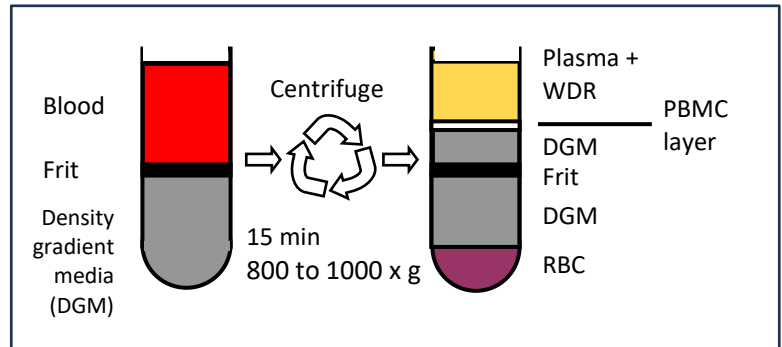 Blood
Frit
Density
gradient
media
(DGM)
Centrifuge
15 min
800 to 1000 x g
Plasma +
WDR
PBMC
layer
DGM
Frit
DGM
RBC